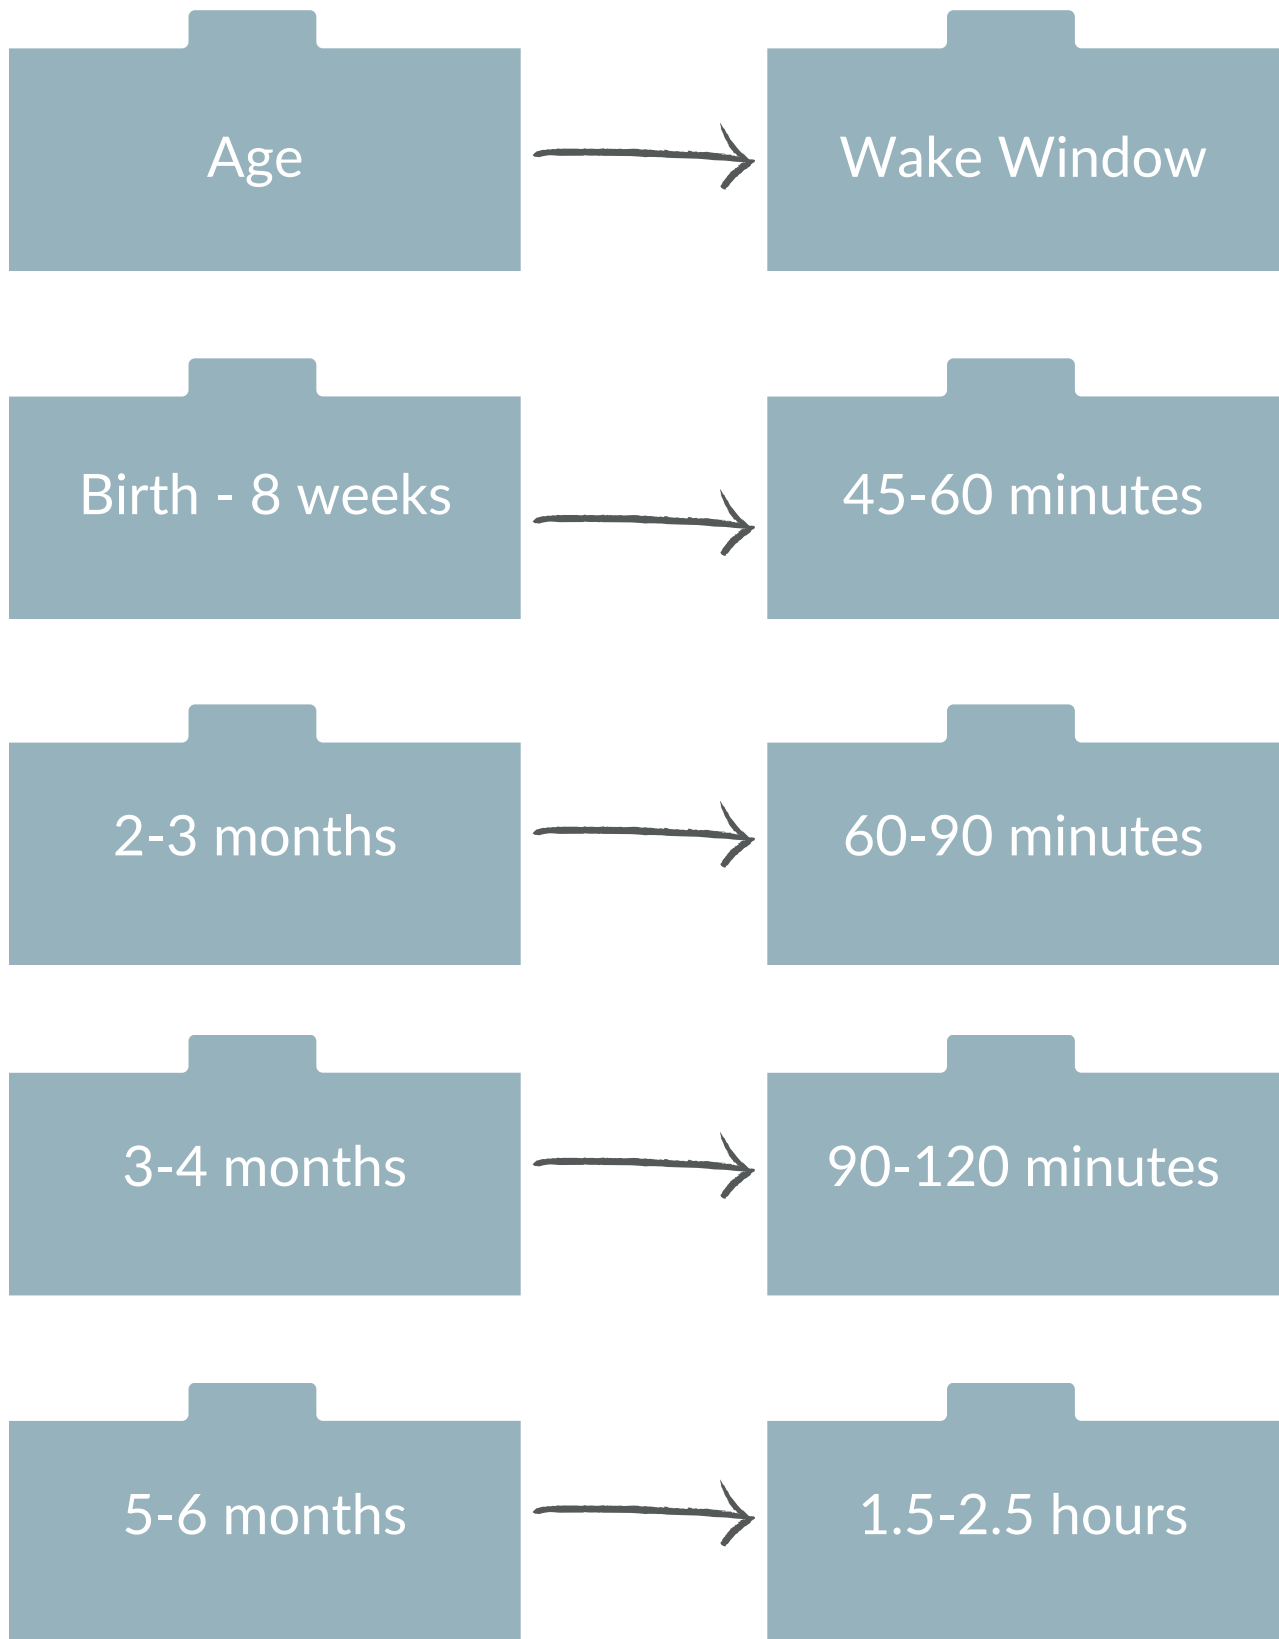 Age
Wake Window
Birth - 8 weeks
45-60 minutes
2-3 months
60-90 minutes
3-4 months
90-120 minutes
5-6 months
1.5-2.5 hours